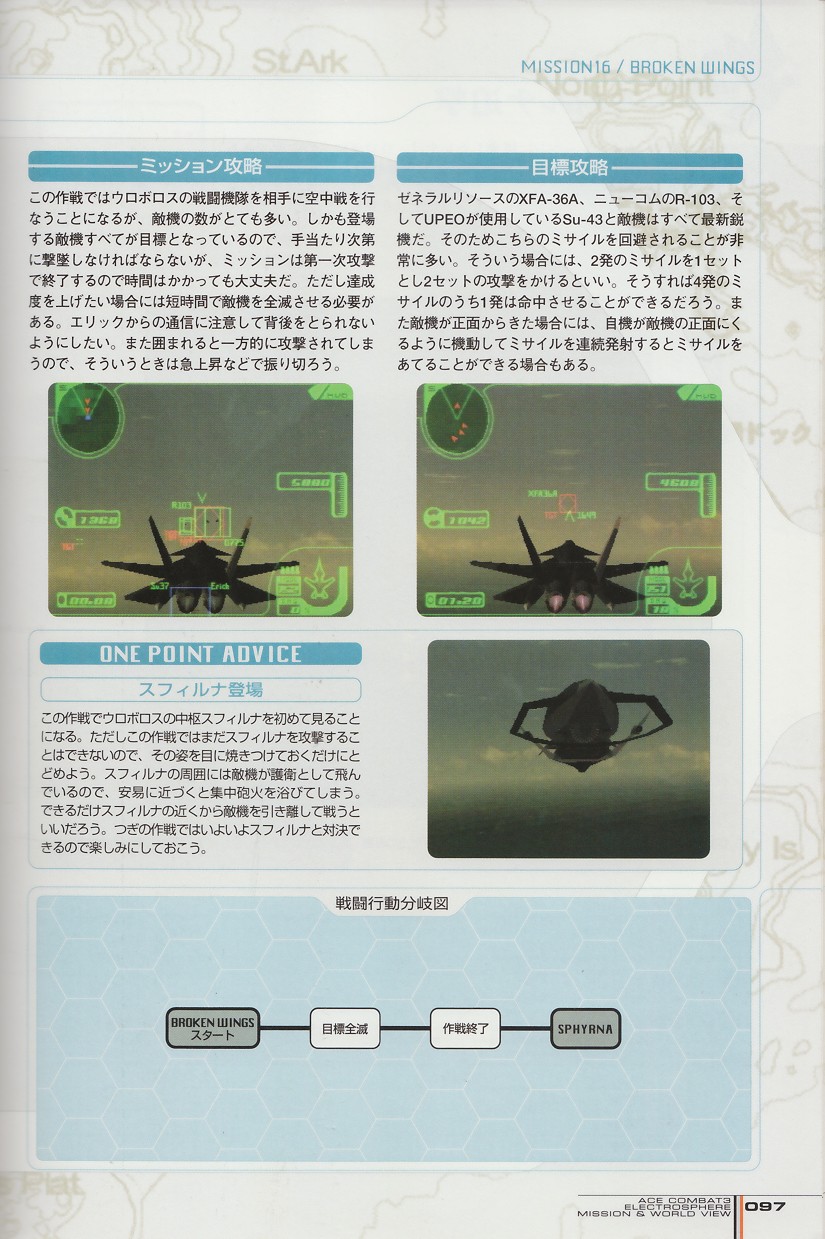 St.Ark
MISSION16 / BROKEN WINGS
North Point
ミッション攻略
この作戦ではウロボロスの戦闘機隊を相手に空中戦を行
なうことになるが、敵機の数がとても多い。しかも登場
する敵機すべてが目標となっているので、手当たり次第
に撃墜しなければならないが、ミッションは第一次攻撃
で終了するので時間はかかっても大丈夫だ。ただし達成
度を上げたい場合には短時間で敵機を全滅させる必要が
ある。エリックからの通信に注意して背後をとられない
ようにしたい。また囲まれると一方的に攻撃されてしま
うので、そういうときは急上昇などで振り切ろう。
目標攻略
ゼネラルリソースのXFA-36A、ニューコムのR-103、そ
してUPEOが使用しているSu-43と敵機はすべて最新鋭
機だ。そのためこちらのミサイルを回避されることが非
常に多い。そういう場合には、2発のミサイルを1セット
とし2セットの攻撃をかけるといい。そうすれば4発のミ
サイルのうち1発は命中させることができるだろう。ま
た敵機が正面からきた場合には、自機が敵機の正面にく
るように機動してミサイルを連続発射するとミサイルを
あてることができる場合もある。
HUD
5880
R103
1368
0775
Su37
Erich
00.00
HUD
4608
XFA36A
1649
1042
01.20
ドック
ONE POINT ADVICE
スフィルナ登場
この作戦でウロボロスの中枢スフィルナを初めて見ること
になる。ただしこの作戦ではまだスフィルナを攻撃するこ
とはできないので、その姿を目に焼きつけておくだけにと
どめよう。スフィルナの周囲には敵機が護衛として飛ん
でいるので、安易に近づくと集中砲火を浴びてしまう。
できるだけスフィルナの近くから敵機を引き離して戦うと
いいだろう。つぎの作戦ではいよいよスフィルナと対決で
きるので楽しみにしておこう。
y Is.
戦闘行動分岐図
BROKEN WINGS
スタート
目標全滅
作戦終了
SPHYRNA
e Plat
ACE COMBAT3
ELECTROSPHERE
MISSION & WORLD VIEW
097